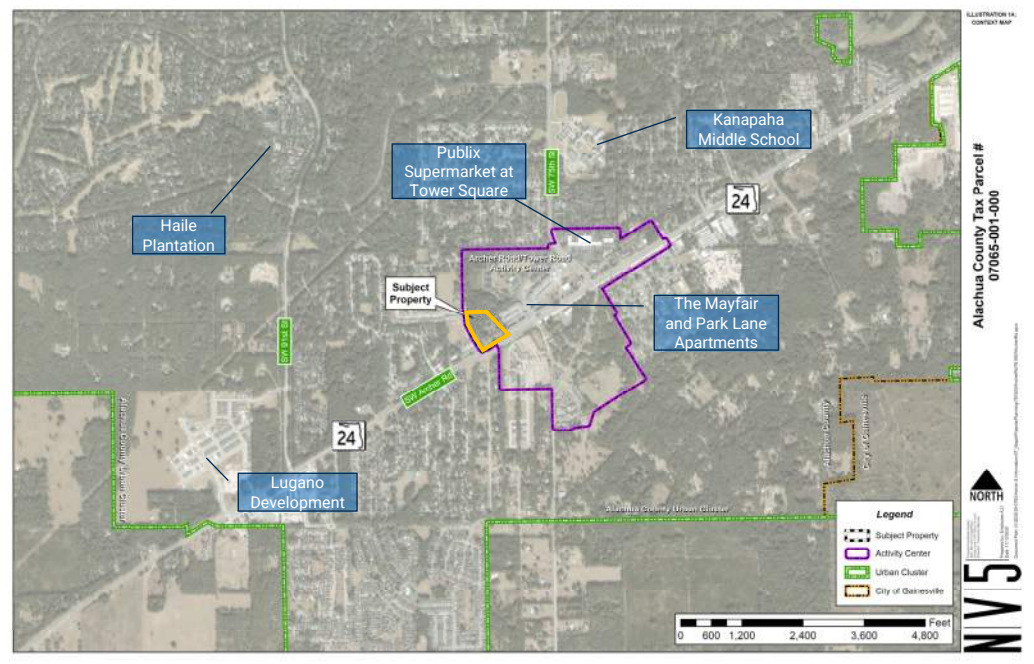 ILLUSTRATION 1A:
CONTEXT MAP
Kanapaha
Middle School
Publix
Supermarket at
Tower Square
SW 75th St
24
Haile
Plantation
Archer Road/Tower Road
Activity Center
Subject
Property
The Mayfair
and Park Lane
Apartments
SW 91st St
SW Archer Rd
24
Alachua County Urban Cluster
Lugano
Development
Alachua County
City of Gainesville
Alachua County Urban Cluster
Legend
Subject Property
Activity Center
Urban Cluster
City of Gainesville
Feet
0 600 1,200 2,400 3,600 4,800
Alachua County Tax Parcel #
07065-001-000
NORTH
NV5